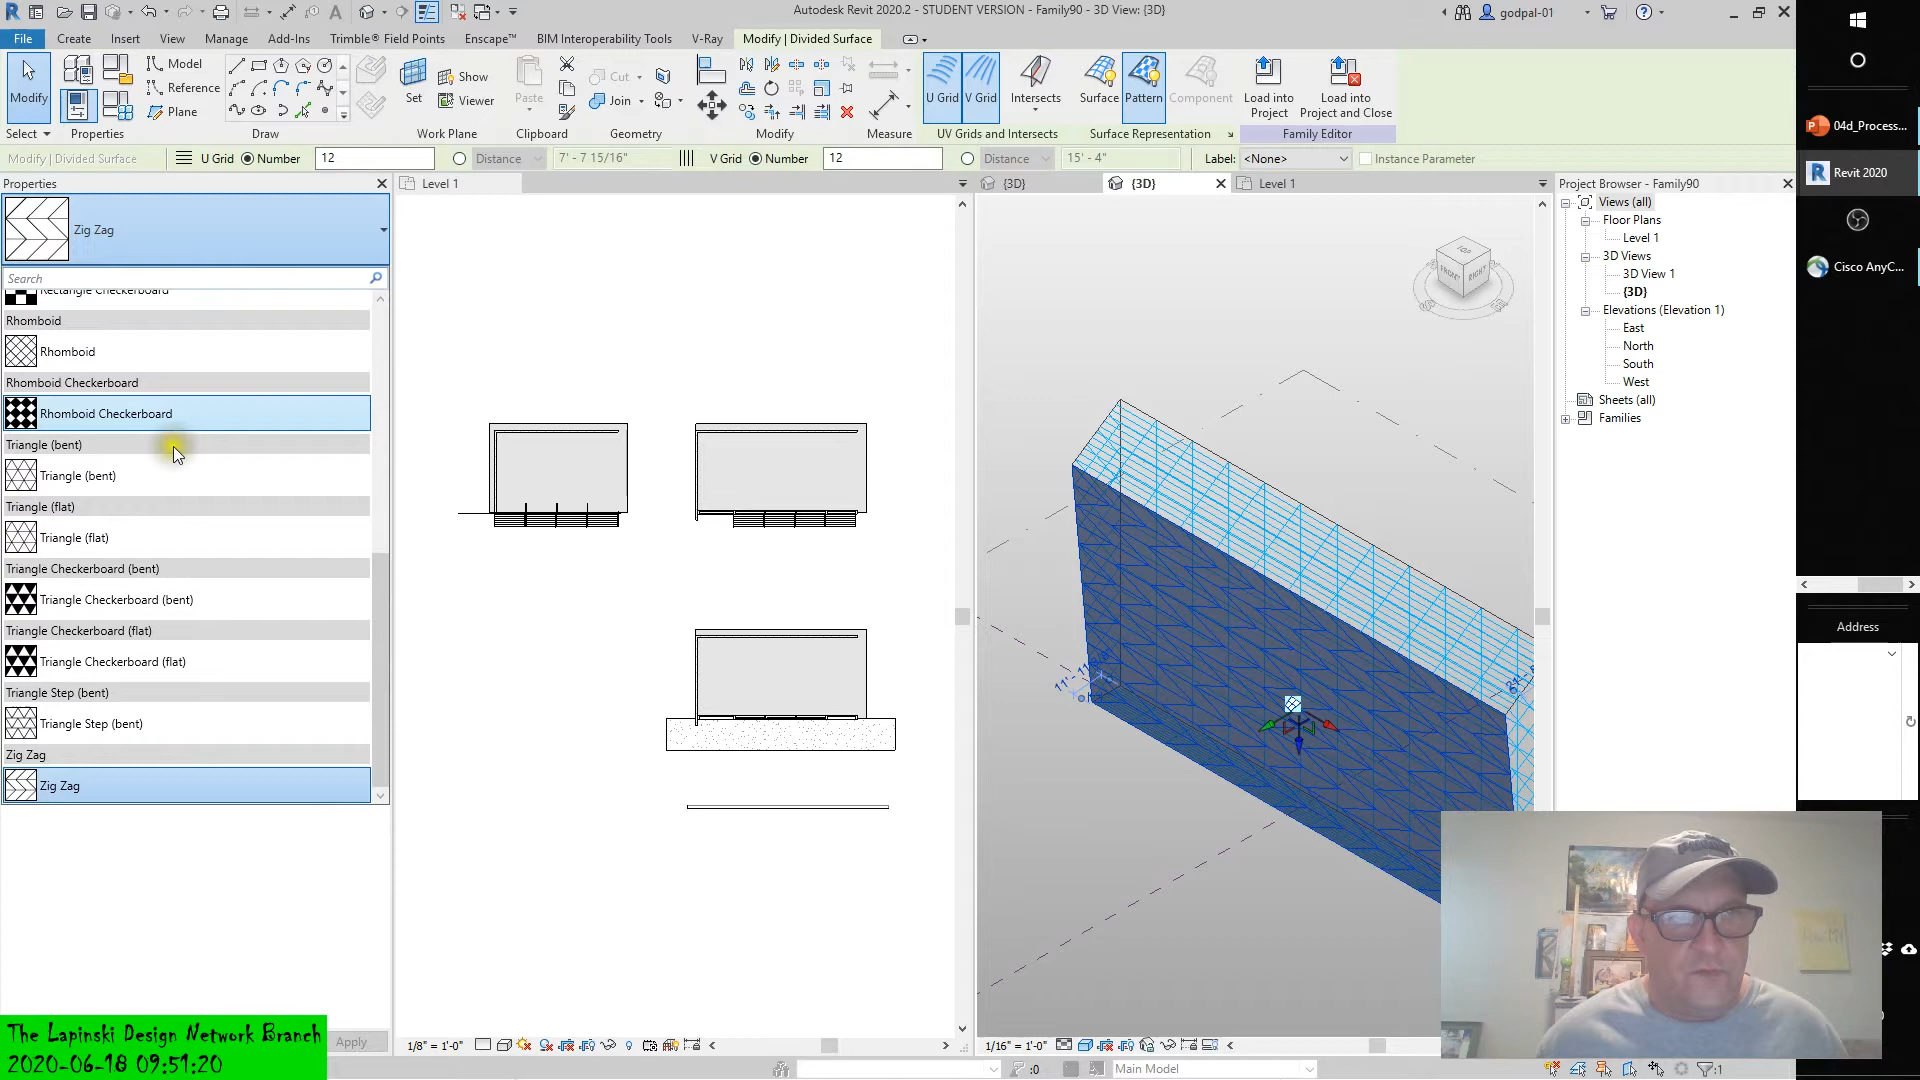 Autodesk Revit 2020.2 - STUDENT VERSION - Family90 - 3D View: {3D}
godpal-01
File Create Insert View Manage Add-Ins Trimble® Field Points Enscape™ BIM Interoperability Tools V-Ray Modify | Divided Surface
Modify
Model
Reference
Plane
Set
Show
Viewer
Paste
Cut
Join
U Grid V Grid Intersects Surface Pattern Component
Load into Project
Load into Project and Close
Select Properties Draw Work Plane Clipboard Geometry Modify Measure UV Grids and Intersects Surface Representation Family Editor
Modify | Divided Surface U Grid Number 12 Distance 7' - 7 15/16" V Grid Number 12 Distance 15' - 4" Label: <None> Instance Parameter
Properties
Level 1
{3D}
{3D}
Level 1
Project Browser - Family90
Zig Zag
Search
Rectangle Checkerboard
Rhomboid
Rhomboid
Rhomboid Checkerboard
Rhomboid Checkerboard
Triangle (bent)
Triangle (bent)
Triangle (flat)
Triangle (flat)
Triangle Checkerboard (bent)
Triangle Checkerboard (bent)
Triangle Checkerboard (flat)
Triangle Checkerboard (flat)
Triangle Step (bent)
Triangle Step (bent)
Zig Zag
Zig Zag
Apply
TOP
FRONT
RIGHT
Views (all)
Floor Plans
Level 1
3D Views
3D View 1
{3D}
Elevations (Elevation 1)
East
North
South
West
Sheets (all)
Families
04d_Process...
Revit 2020
Cisco AnyC...
Address
1/8" = 1'-0"
1/16" = 1'-0"
:0
Main Model
:1
The Lapinski Design Network Branch
2020-06-18 09:51:20